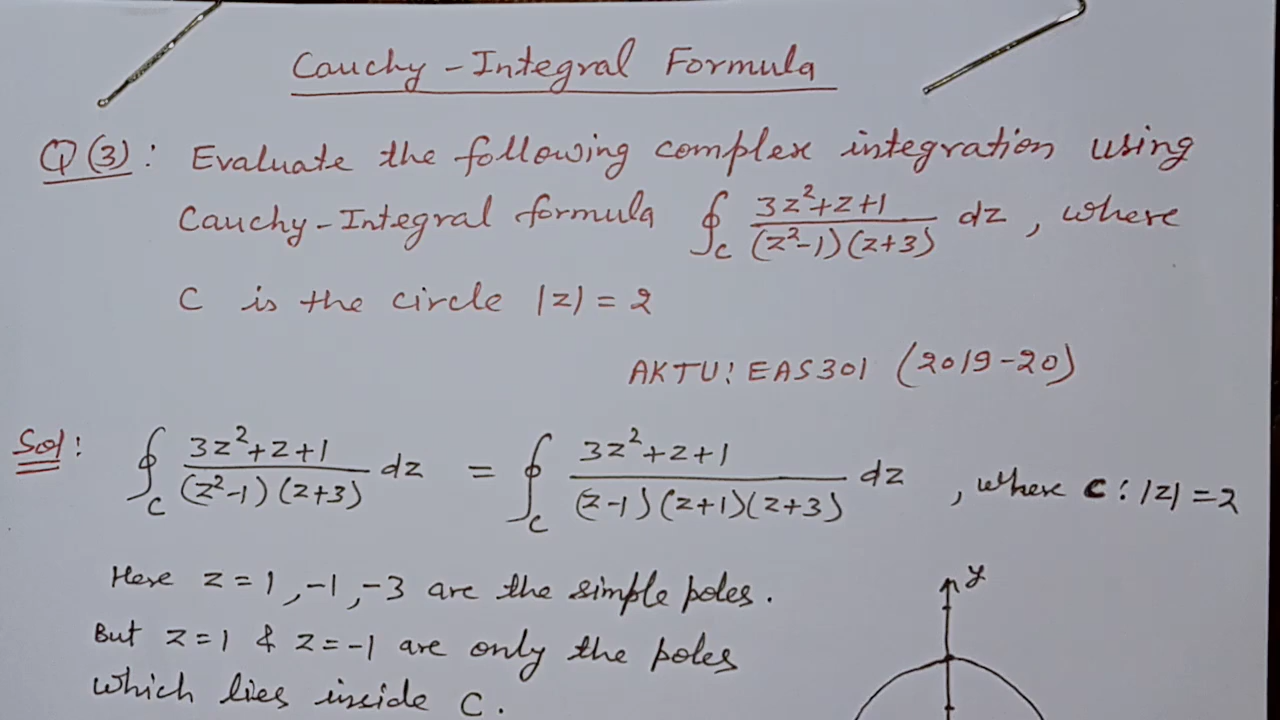 Cauchy-Integral Formula
Q(3): Evaluate the following complex integration using
Cauchy-Integral formula ∮_C (3z²+z+1)/((z²-1)(z+3)) dz, where
C is the circle |z|=2
AKTU: EAS301 (2019-20)
Sol: ∮_C (3z²+z+1)/((z²-1)(z+3)) dz = ∮_C (3z²+z+1)/((z-1)(z+1)(z+3)) dz, where C:|z|=2
Here z=1,-1,-3 are the simple poles.
But z=1 & z=-1 are only the poles
which lies inside C.
y